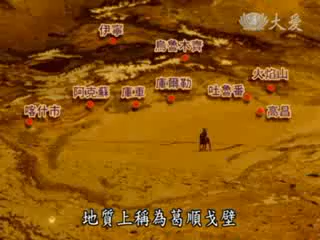 大愛
伊寧
烏魯木齊
火焰山
阿克蘇
庫車
庫爾勒
吐魯番
喀什市
高昌
地質上稱為葛順戈壁